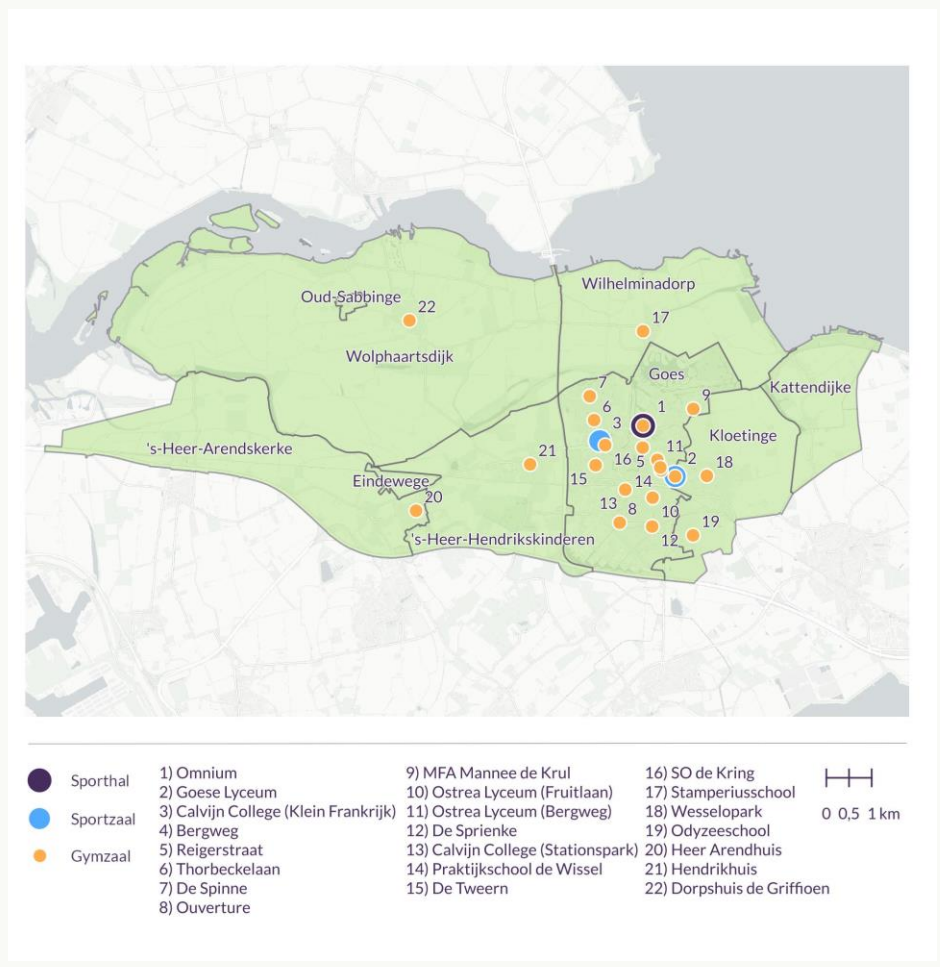 Wilhelminadorp
Oud-Sabbinge
22
17
Wolphaartsdijk
Goes
7
Kattendijke
9
1
6
3
Kloetinge
's-Heer-Arendskerke
11
21
16
5
2
18
15
Eindewege
14
20
13
8
10
19
's-Heer-Hendrikskinderen
12
Sporthal
Sportzaal
Gymzaal
1) Omnium
2) Goese Lyceum
3) Calvijn College (Klein Frankrijk)
4) Bergweg
5) Reigerstraat
6) Thorbeckelaan
7) De Spinne
8) Ouverture
9) MFA Mannee de Krul
10) Ostrea Lyceum (Fruitlaan)
11) Ostrea Lyceum (Bergweg)
12) De Sprienke
13) Calvijn College (Stationspark)
14) Praktijkschool de Wissel
15) De Tweern
16) SO de Kring
17) Stamperiusschool
18) Wesselopark
19) Odyzeeschool
20) Heer Arendhuis
21) Hendrikhuis
22) Dorpshuis de Griffioen
0 0,5 1 km